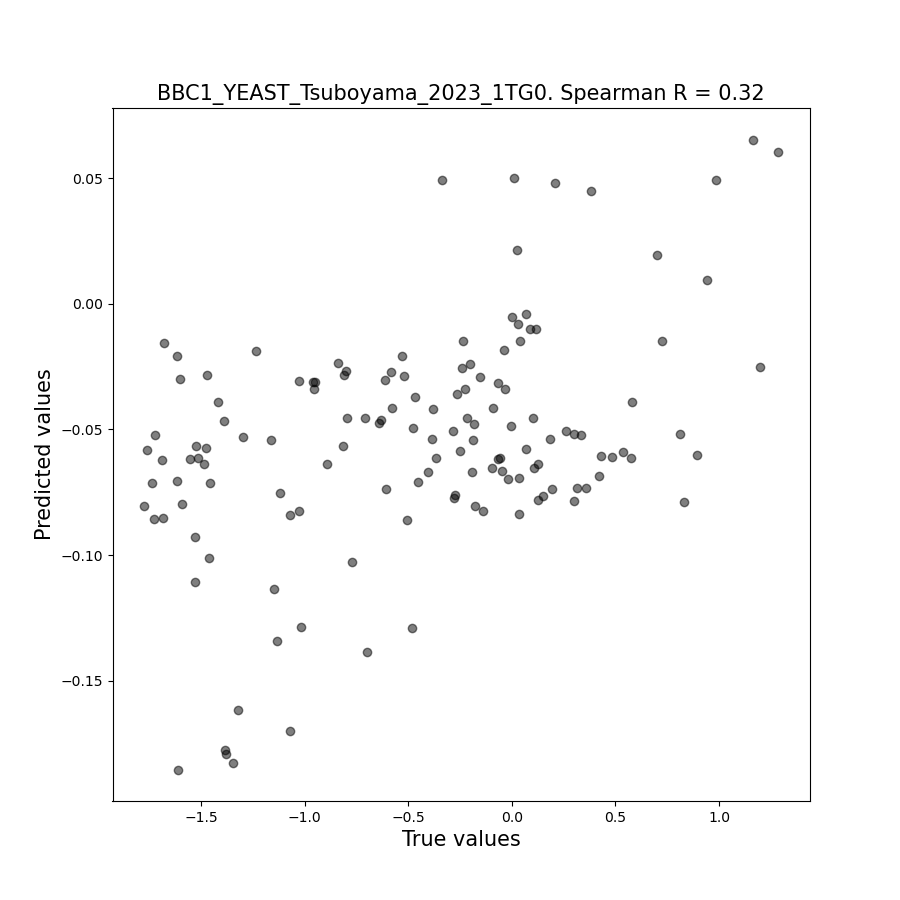 BBC1_YEAST_Tsuboyama_2023_1TG0. Spearman R = 0.32
0.05
0.00
−0.05
−0.10
−0.15
Predicted values
−1.5 −1.0 −0.5 0.0 0.5 1.0
True values